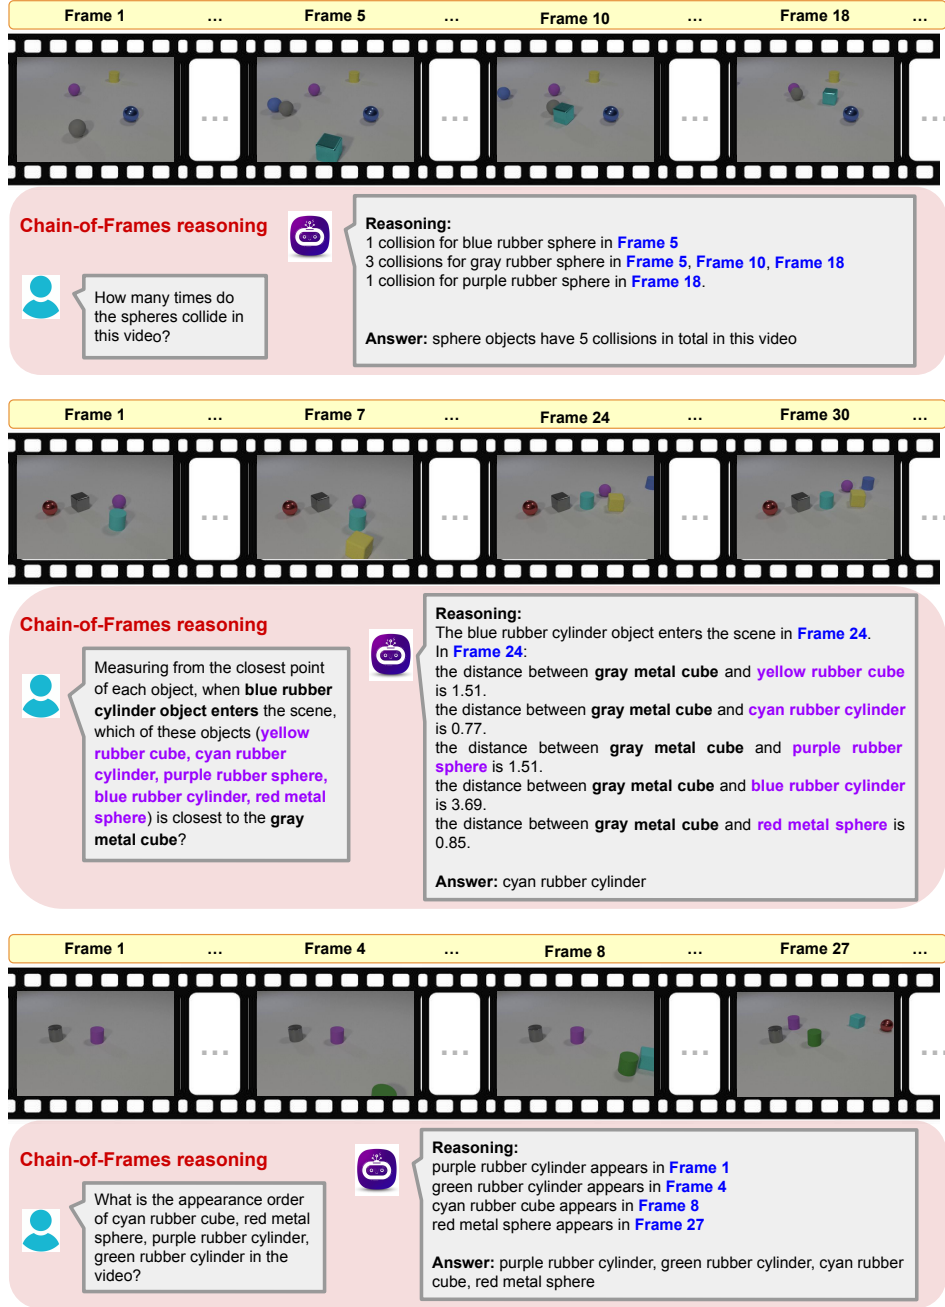 Frame 1 ... Frame 5 ... Frame 10 ... Frame 18 ...
... ... ...
Chain-of-Frames reasoning
How many times do
the spheres collide in
this video?
Reasoning:
1 collision for blue rubber sphere in Frame 5
3 collisions for gray rubber sphere in Frame 5, Frame 10, Frame 18
1 collision for purple rubber sphere in Frame 18.
Answer: sphere objects have 5 collisions in total in this video
Frame 1 ... Frame 7 ... Frame 24 ... Frame 30 ...
... ... ...
Chain-of-Frames reasoning
Measuring from the closest point
of each object, when blue rubber
cylinder object enters the scene,
which of these objects (yellow
rubber cube, cyan rubber
cylinder, purple rubber sphere,
blue rubber cylinder, red metal
sphere) is closest to the gray
metal cube?
Reasoning:
The blue rubber cylinder object enters the scene in Frame 24.
In Frame 24:
the distance between gray metal cube and yellow rubber cube
is 1.51.
the distance between gray metal cube and cyan rubber cylinder
is 0.77.
the distance between gray metal cube and purple rubber
sphere is 1.51.
the distance between gray metal cube and blue rubber cylinder
is 3.69.
the distance between gray metal cube and red metal sphere is
0.85.
Answer: cyan rubber cylinder
Frame 1 ... Frame 4 ... Frame 8 ... Frame 27 ...
... ... ...
Chain-of-Frames reasoning
What is the appearance order
of cyan rubber cube, red metal
sphere, purple rubber cylinder,
green rubber cylinder in the
video?
Reasoning:
purple rubber cylinder appears in Frame 1
green rubber cylinder appears in Frame 4
cyan rubber cube appears in Frame 8
red metal sphere appears in Frame 27
Answer: purple rubber cylinder, green rubber cylinder, cyan rubber
cube, red metal sphere